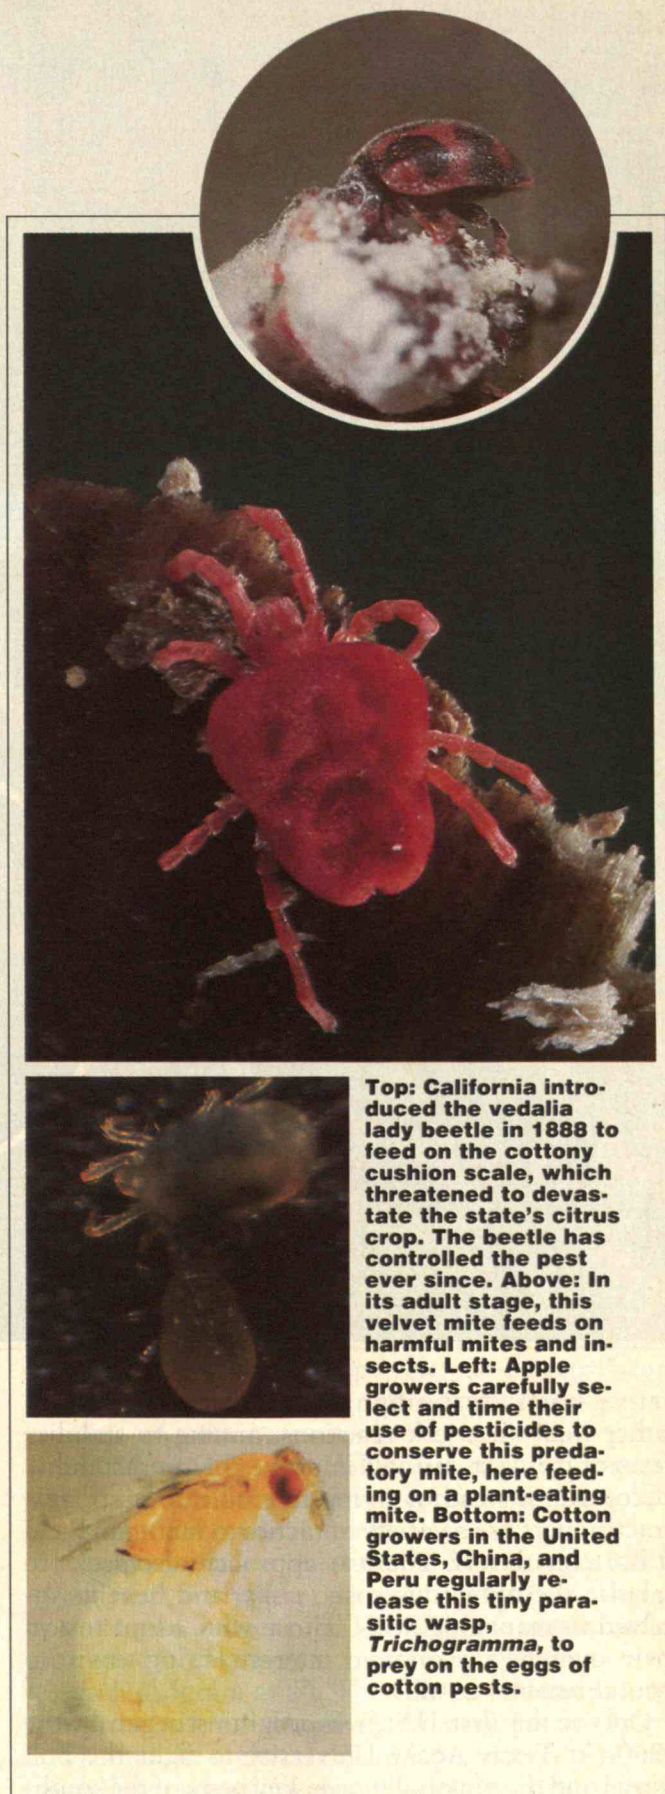 Top: California intro-
duced the vedalia
lady beetle in 1888 to
feed on the cottony
cushion scale, which
threatened to devas-
tate the state's citrus
crop. The beetle has
controlled the pest
ever since. Above: In
its adult stage, this
velvet mite feeds on
harmful mites and in-
sects. Left: Apple
growers carefully se-
lect and time their
use of pesticides to
conserve this preda-
tory mite, here feed-
ing on a plant-eating
mite. Bottom: Cotton
growers in the United
States, China, and
Peru regularly re-
lease this tiny para-
sitic wasp,
Trichogramma, to
prey on the eggs of
cotton pests.